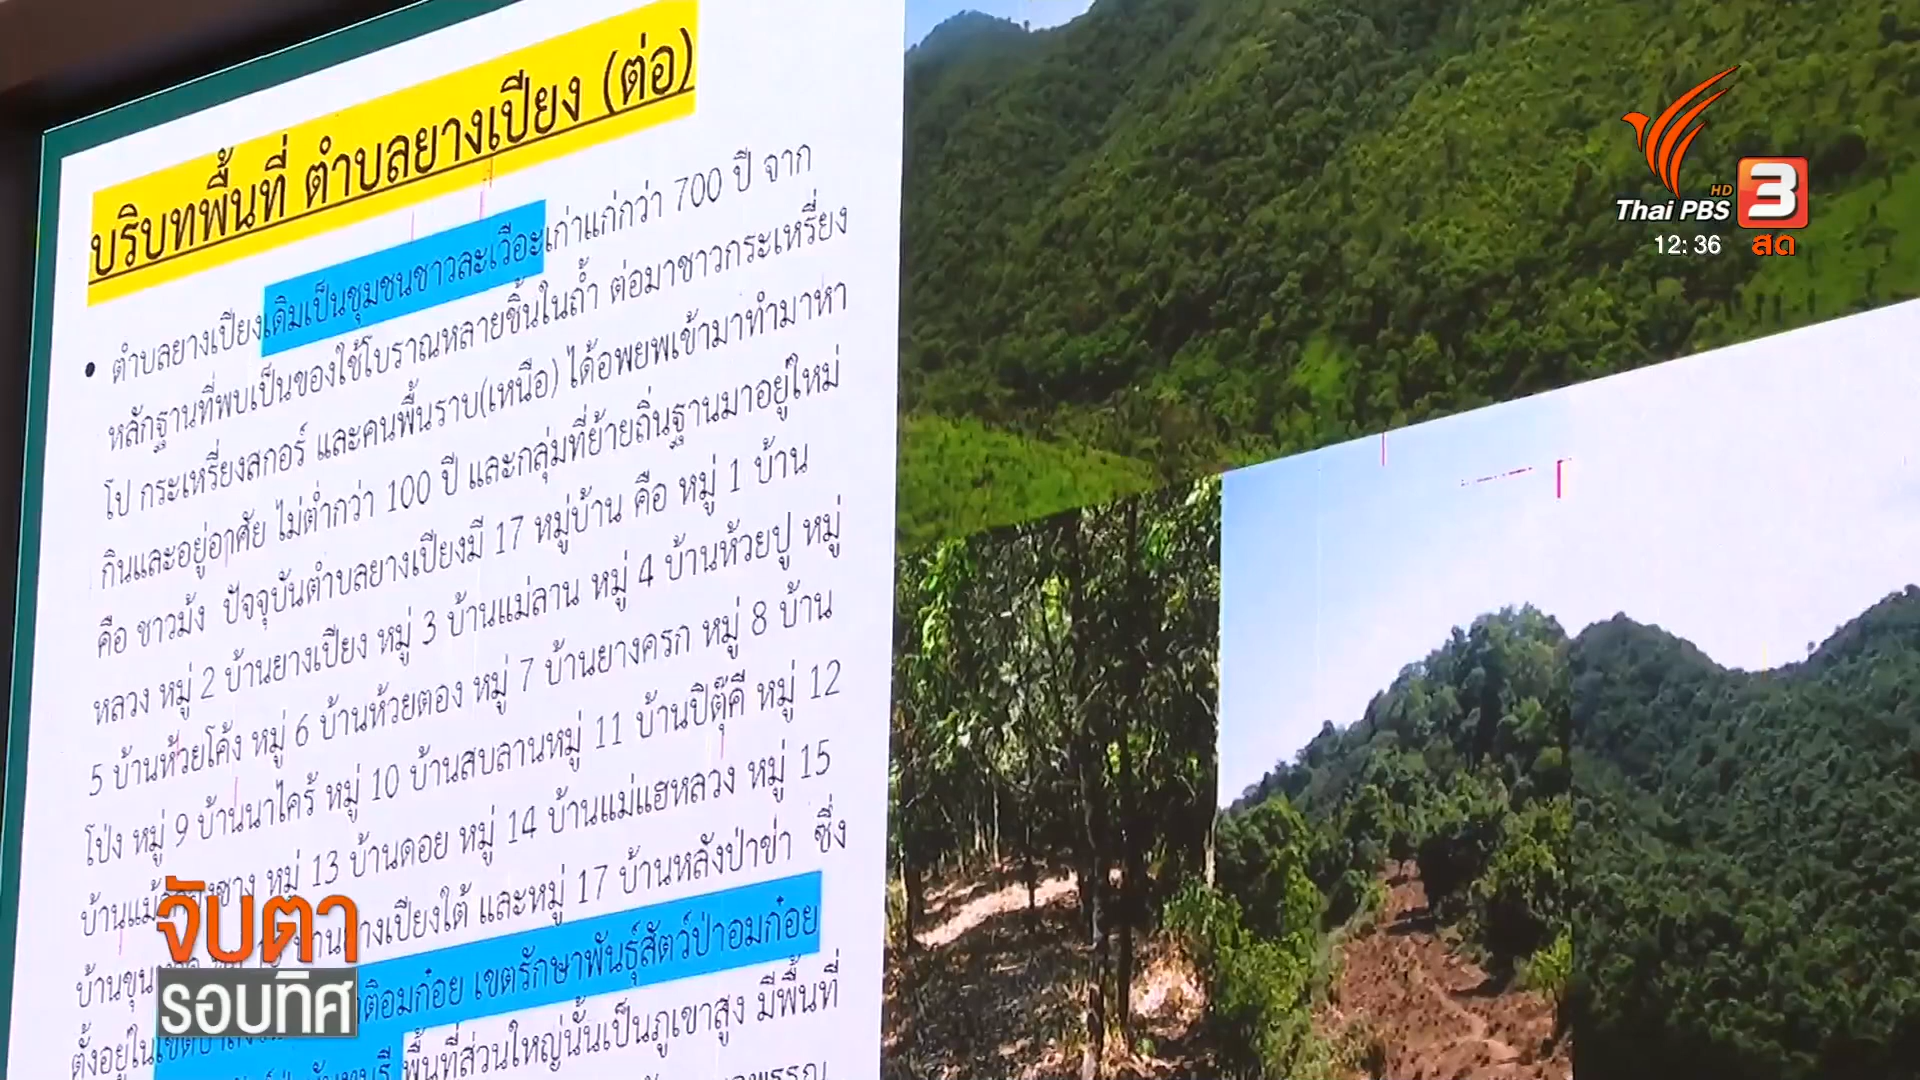 บริบทพื้นที่ ตำบลยางเปียง (ต่อ)
• ตำบลยางเปียงเดิมเป็นชุมชนชาวละเวือะเก่าแก่กว่า 700 ปี จาก
หลักฐานที่พบเป็นของใช้โบราณหลายชิ้นในถ้ำ ต่อมาชาวกระเหรี่ยง
โป กระเหรี่ยงสกอร์ และคนพื้นราบ(เหนือ) ได้อพยพเข้ามาทำมาหา
กินและอยู่อาศัย ไม่ต่ำกว่า 100 ปี และกลุ่มที่ย้ายถิ่นฐานมาอยู่ใหม่
คือ ชาวม้ง ปัจจุบันตำบลยางเปียงมี 17 หมู่บ้าน คือ หมู่ 1 บ้าน
หลวง หมู่ 2 บ้านยางเปียง หมู่ 3 บ้านแม่ลาน หมู่ 4 บ้านห้วยปู หมู่
5 บ้านห้วยโค้ง หมู่ 6 บ้านห้วยตอง หมู่ 7 บ้านยางครก หมู่ 8 บ้าน
โป่ง หมู่ 9 บ้านนาไคร้ หมู่ 10 บ้านสบลานหมู่ 11 บ้านปิตุ๊คี หมู่ 12
หมู่ 13 บ้านดอย หมู่ 14 บ้านแม่แฮหลวง หมู่ 15
บ้านยางเปียงใต้ และหมู่ 17 บ้านหลังป่าข่า ซึ่ง
ตั้งอยู่ใน อมก๋อย เขตรักษาพันธุ์สัตว์ป่าอมก๋อย
พื้นที่ส่วนใหญ่นั้นเป็นภูเขาสูง มีพื้นที่
จับตา
รอบทิศ
Thai PBS HD 3
12:36 สด